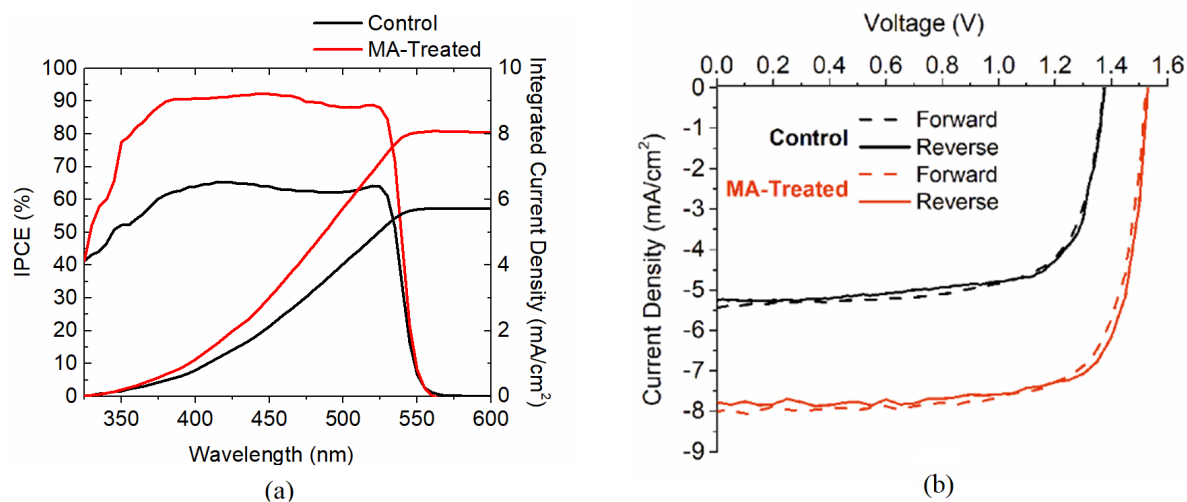 Control
MA-Treated
100
90
80
70
60
50
40
30
20
10
0
IPCE (%)
10
8
6
4
2
0
Integrated Current Density (mA/cm²)
350 400 450 500 550 600
Wavelength (nm)
(a)
Voltage (V)
0.0 0.2 0.4 0.6 0.8 1.0 1.2 1.4 1.6
0
-1
-2
-3
-4
-5
-6
-7
-8
-9
Current Density (mA/cm²)
Control
Forward
Reverse
MA-Treated
Forward
Reverse
(b)